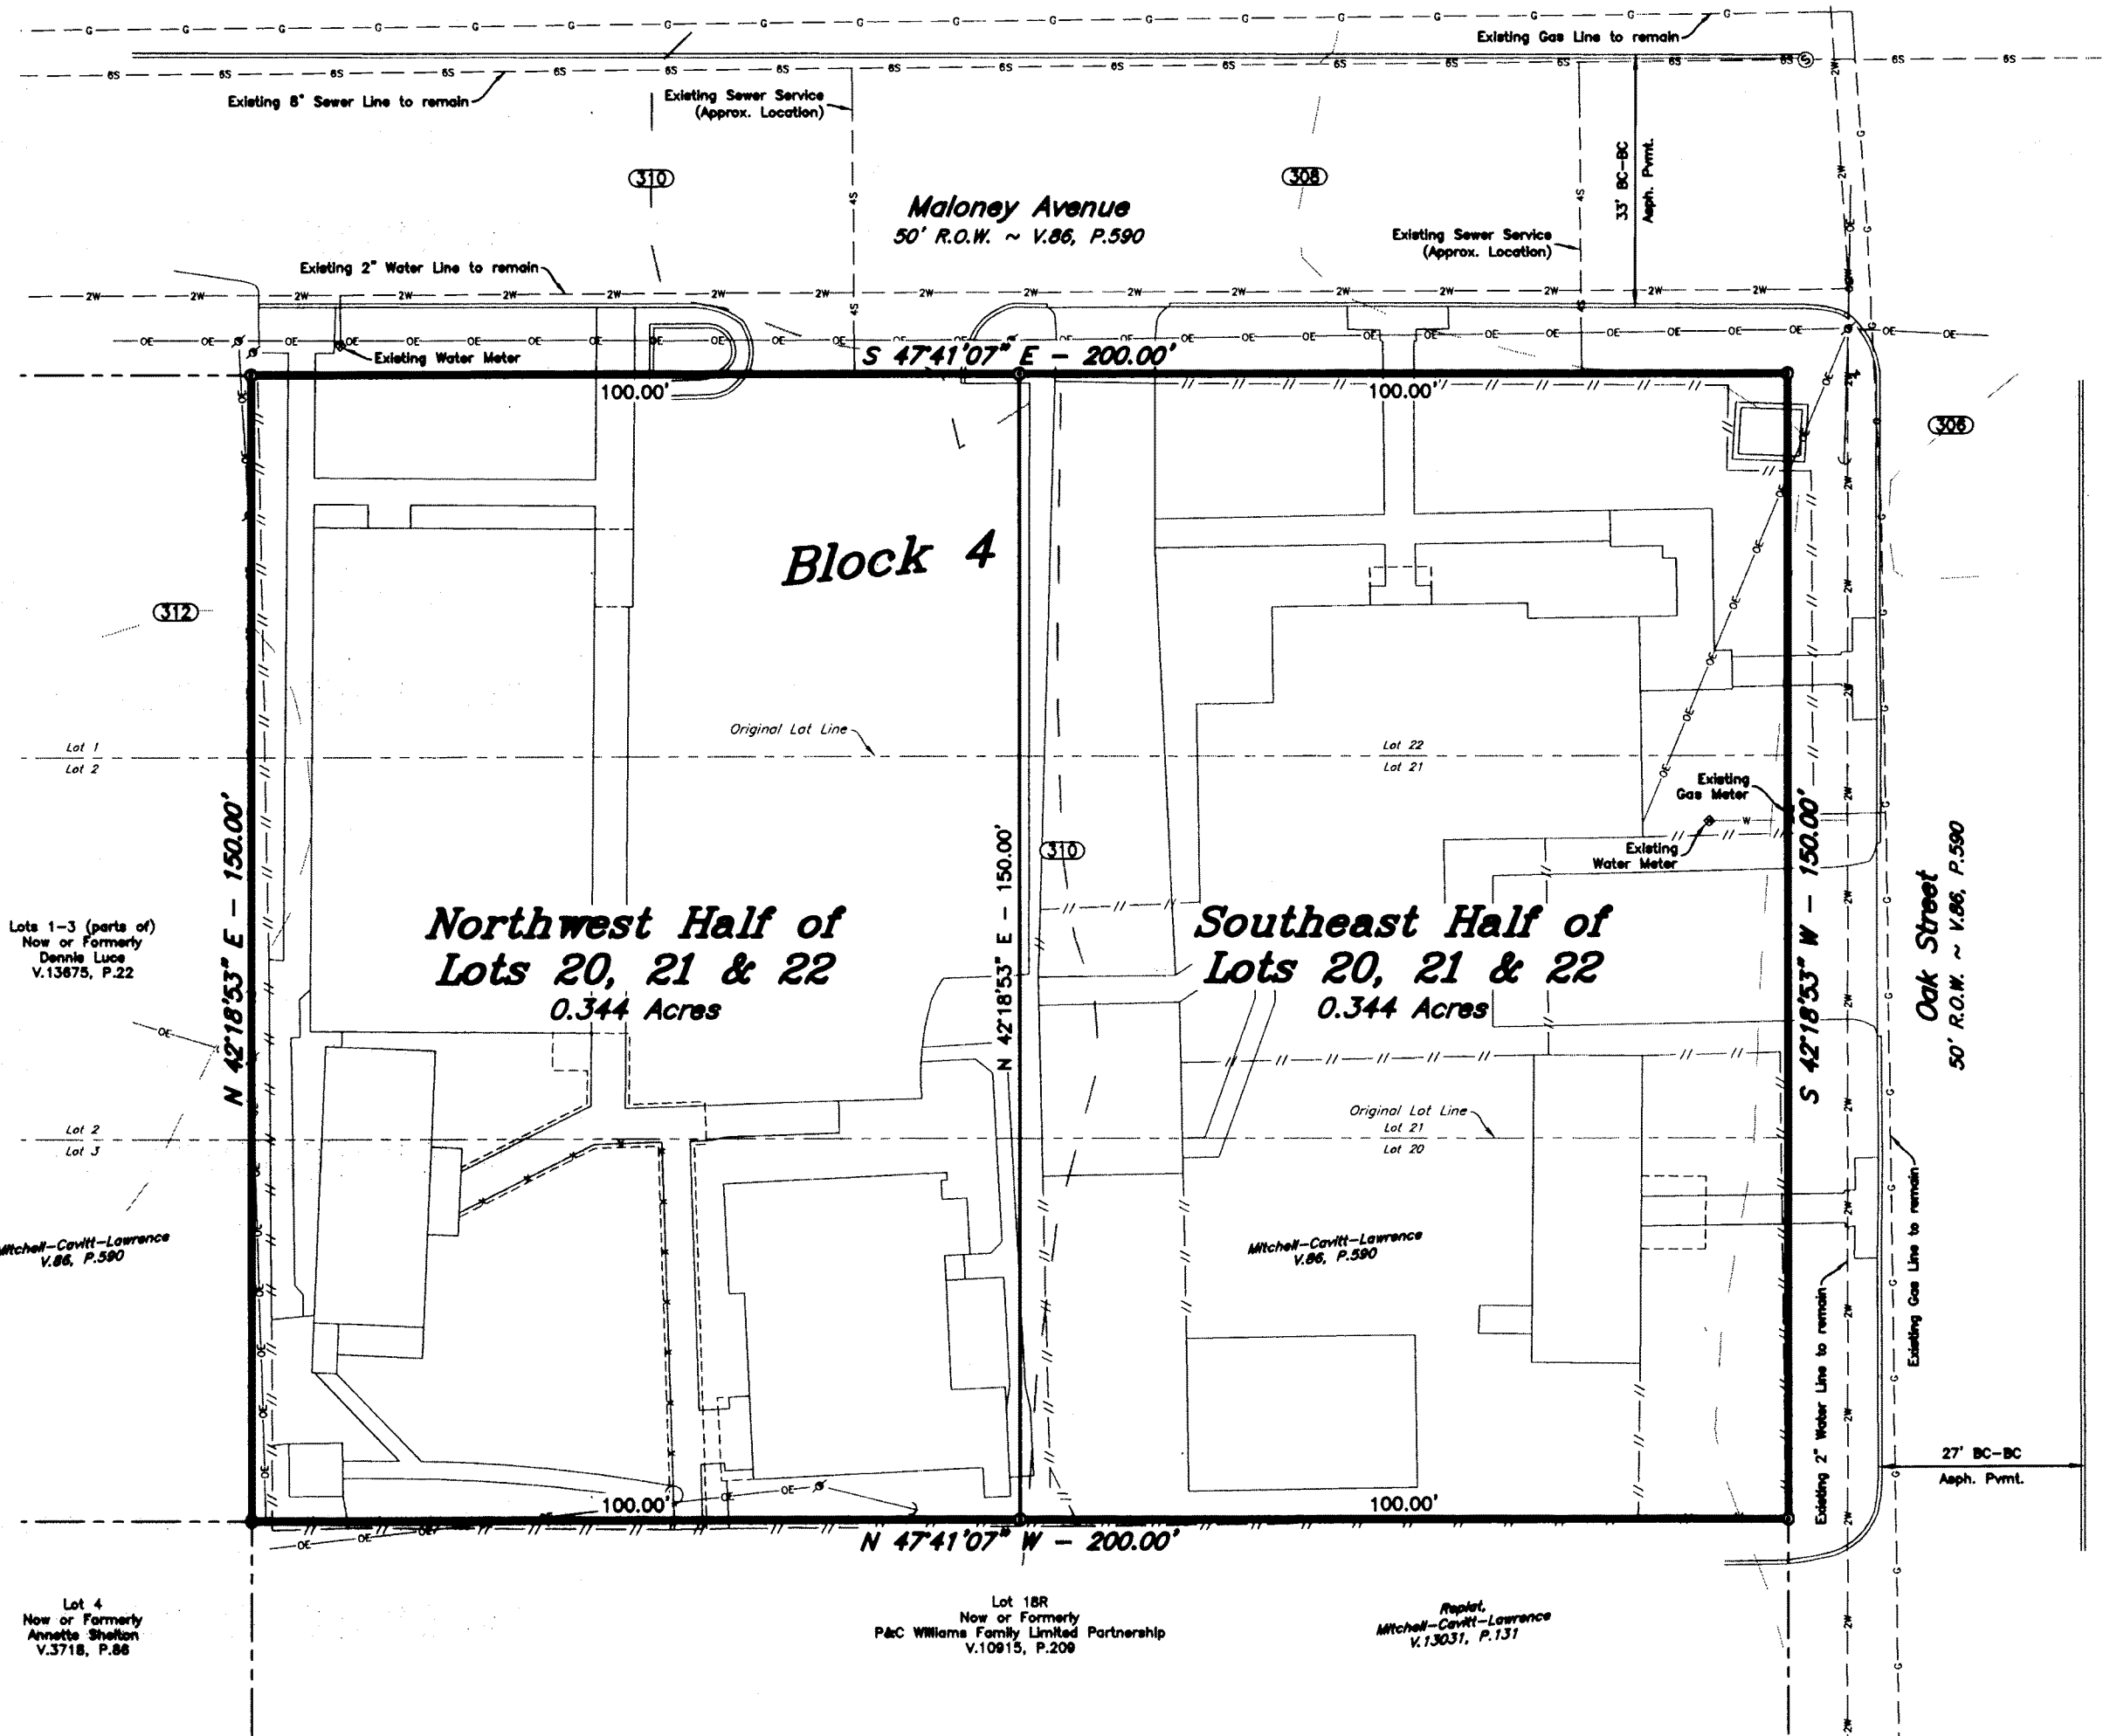 Existing Gas Line to remain
Existing 8" Sewer Line to remain
Existing Sewer Service
(Approx. Location)
33' BC-BC
Asph. Pvmt.
310
308
Maloney Avenue
50' R.O.W. ~ V.86, P.590
Existing Sewer Service
(Approx. Location)
Existing 2" Water Line to remain
Existing Water Meter
S 47°41'07" E - 200.00'
100.00'
100.00'
306
Block 4
312
Original Lot Line
Lot 1
Lot 2
Lot 22
Lot 21
Existing
Gas Meter
Existing
Water Meter
N 42°18'53" E - 150.00'
N 42°18'53" E - 150.00'
310
S 42°18'53" W - 150.00'
Oak Street
50' R.O.W. ~ V.86, P.590
Lots 1-3 (parts of)
Now or Formerly
Dennis Luce
V.13675, P.22
Northwest Half of
Lots 20, 21 & 22
0.344 Acres
Southeast Half of
Lots 20, 21 & 22
0.344 Acres
Original Lot Line
Lot 21
Lot 20
Lot 2
Lot 3
Mitchell-Cavitt-Lawrence
V.86, P.590
Mitchell-Cavitt-Lawrence
V.86, P.590
Existing 2" Water Line to remain
Existing Gas Line to remain
27' BC-BC
Asph. Pvmt.
100.00'
100.00'
N 47°41'07" W - 200.00'
Lot 4
Now or Formerly
Annette Shelton
V.3718, P.86
Lot 18R
Now or Formerly
P&C Williams Family Limited Partnership
V.10915, P.209
Replat,
Mitchell-Cavitt-Lawrence
V.13031, P.131